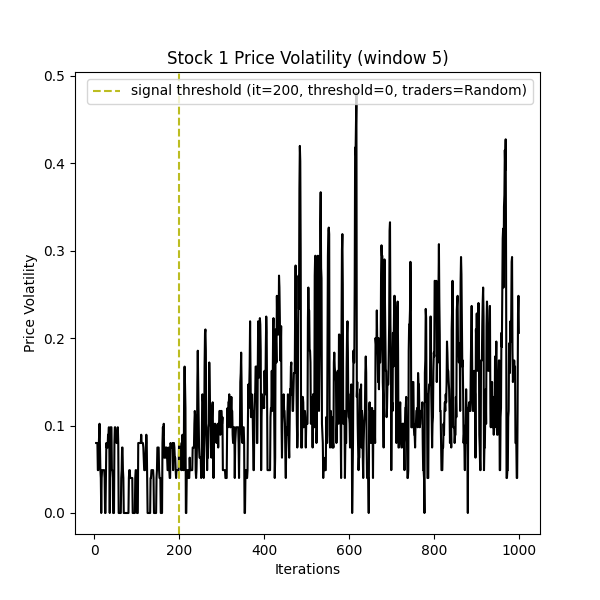 Stock 1 Price Volatility (window 5)
signal threshold (it=200, threshold=0, traders=Random)
0.5
0.4
0.3
0.2
0.1
0.0
Price Volatility
0 200 400 600 800 1000
Iterations